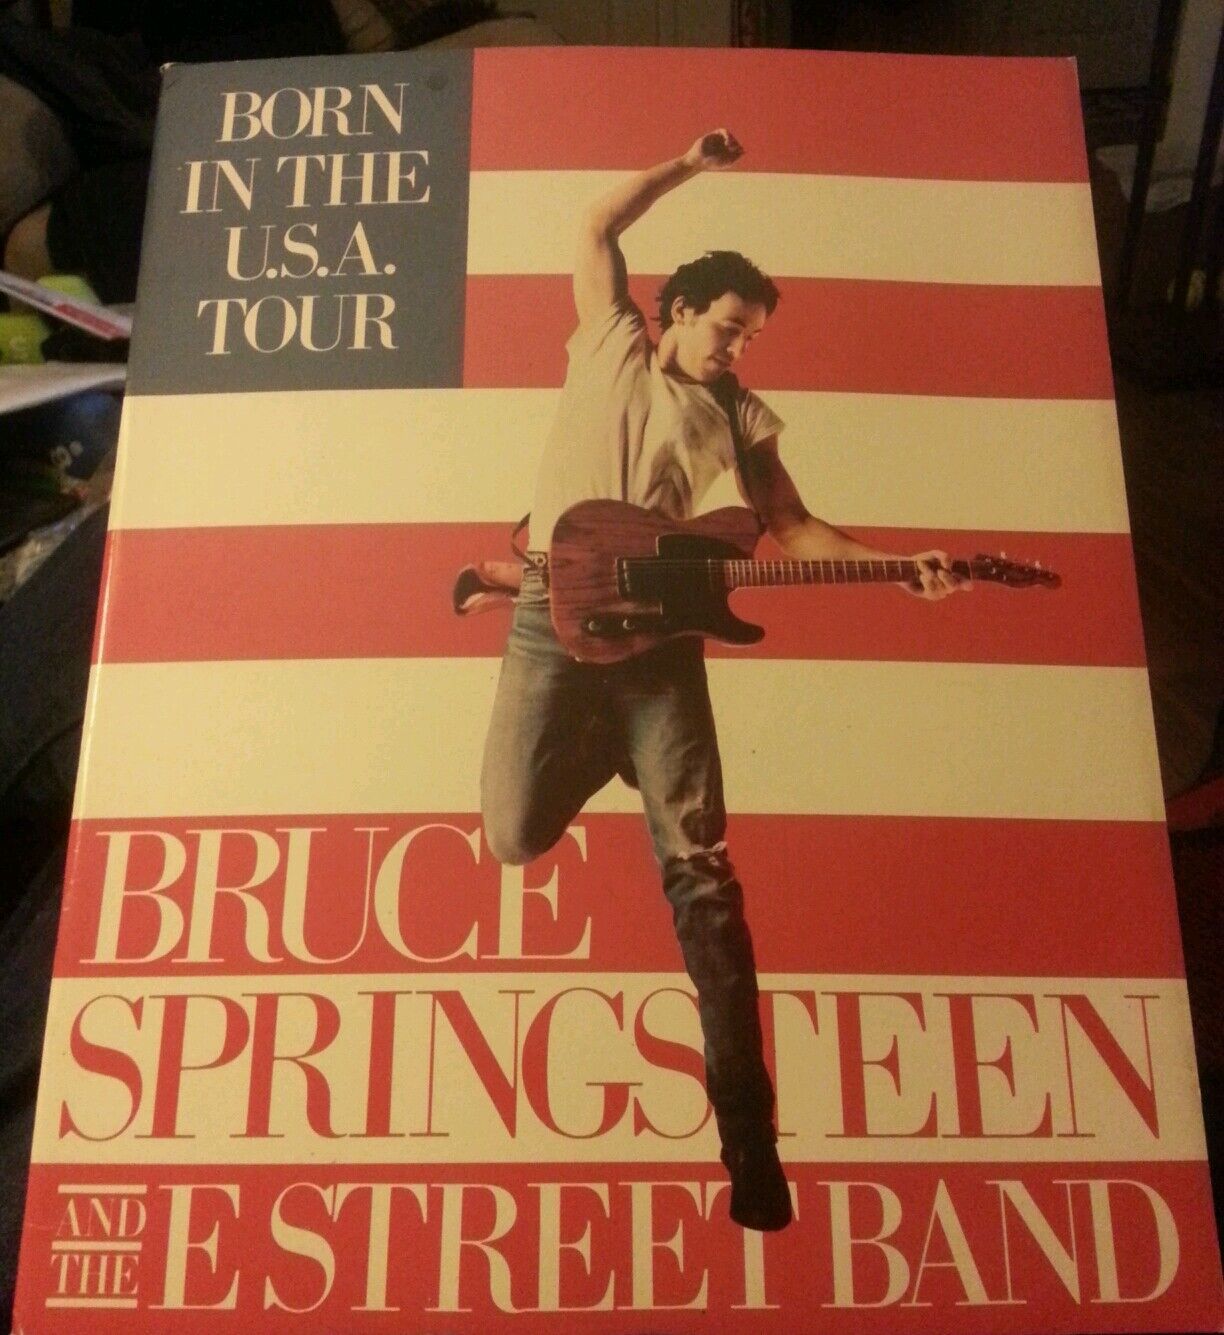 BORN
IN THE
U.S.A.
TOUR
BRUCE
SPRINGSTEEN
AND THE E STREET BAND